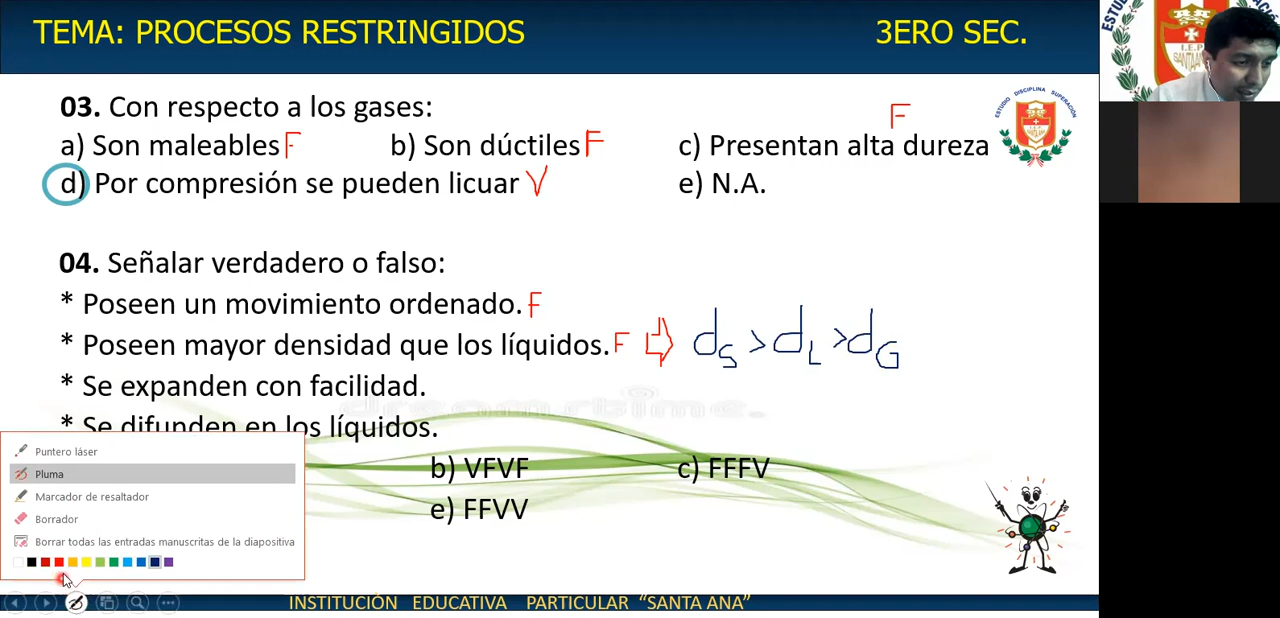 TEMA: PROCESOS RESTRINGIDOS 3ERO SEC.
ESTUDIO DISCIPLINA SUPERACIÓN
I.E.P.
03. Con respecto a los gases:
F
a) Son maleables F b) Son dúctiles F c) Presentan alta dureza
d) Por compresión se pueden licuar V e) N.A.
04. Señalar verdadero o falso:
* Poseen un movimiento ordenado. F
* Poseen mayor densidad que los líquidos. F ⇨ dS > dL > dG
* Se expanden con facilidad.
* Se difunden en los líquidos.
b) VFVF c) FFFV
e) FFVV
Puntero láser
Pluma
Marcador de resaltador
Borrador
Borrar todas las entradas manuscritas de la diapositiva
INSTITUCIÓN EDUCATIVA PARTICULAR “SANTA ANA”